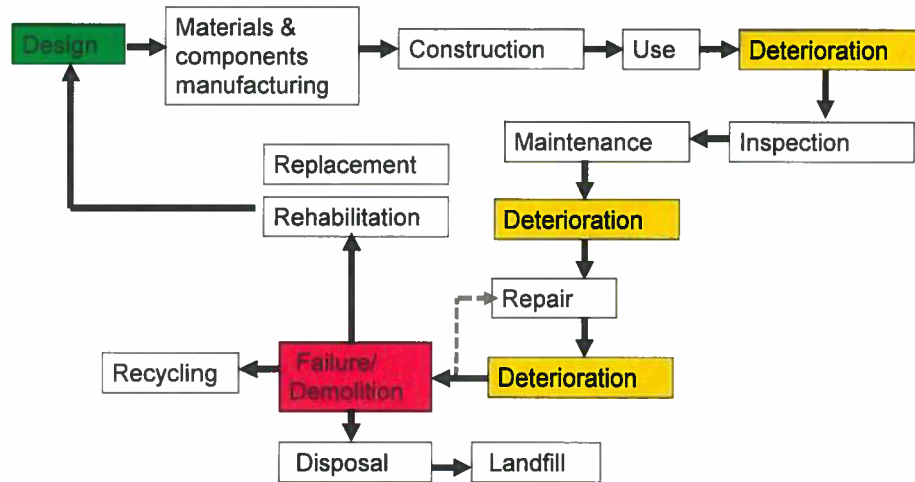 Design
Materials &
components
manufacturing
Construction
Use
Deterioration
Maintenance
Inspection
Replacement
Rehabilitation
Deterioration
Repair
Recycling
Failure/
Demolition
Deterioration
Disposal
Landfill